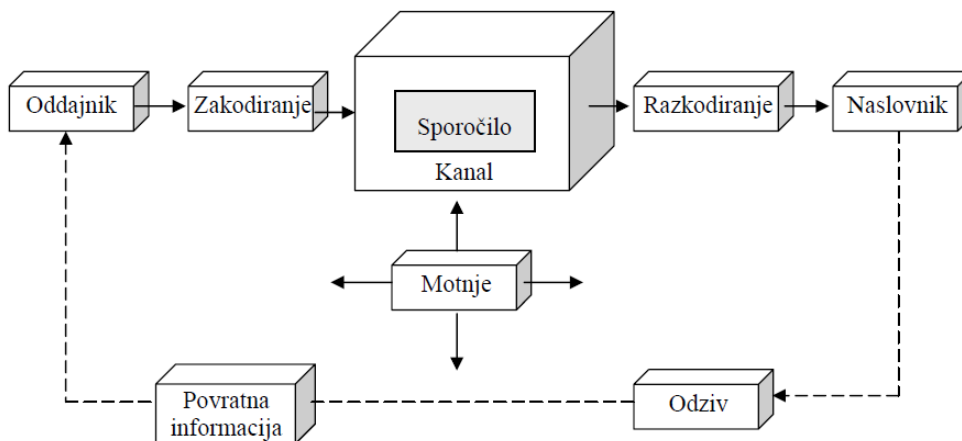 Oddajnik
Zakodiranje
Sporočilo
Kanal
Razkodiranje
Naslovnik
Motnje
Povratna
informacija
Odziv